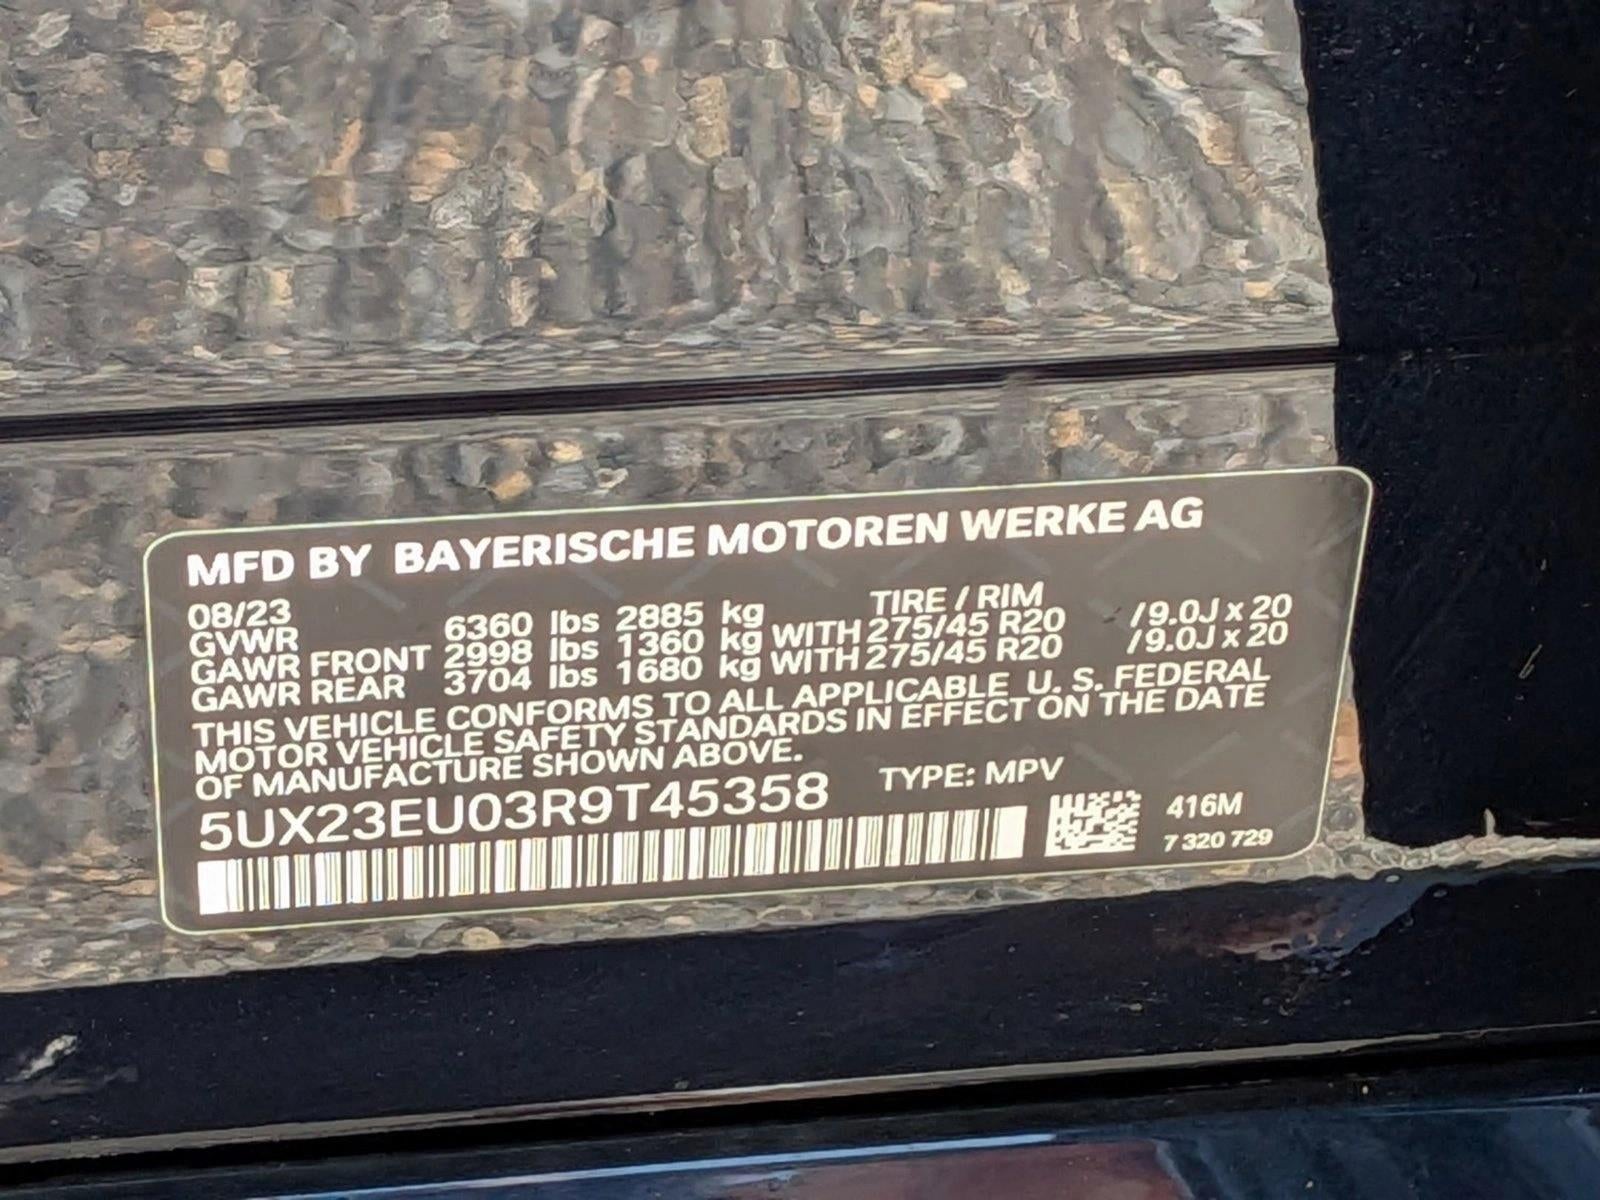 MFD BY BAYERISCHE MOTOREN WERKE AG
08/23 TIRE / RIM
GVWR 6360 lbs 2885 kg
GAWR FRONT 2998 lbs 1360 kg WITH 275/45 R20 /9.0J x 20
GAWR REAR 3704 lbs 1680 kg WITH 275/45 R20 /9.0J x 20
THIS VEHICLE CONFORMS TO ALL APPLICABLE U. S. FEDERAL
MOTOR VEHICLE SAFETY STANDARDS IN EFFECT ON THE DATE
OF MANUFACTURE SHOWN ABOVE.
5UX23EU03R9T45358 TYPE: MPV
416M
7 320 729